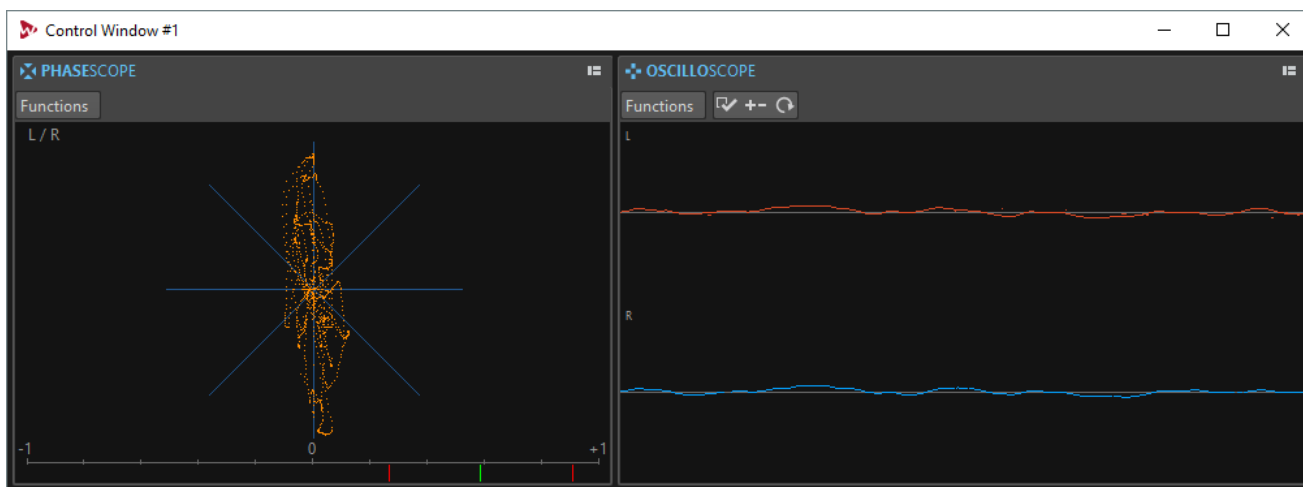 Control Window #1
PHASESCOPE
Functions
L / R
-1
0
+1
OSCILLOSCOPE
Functions
L
R